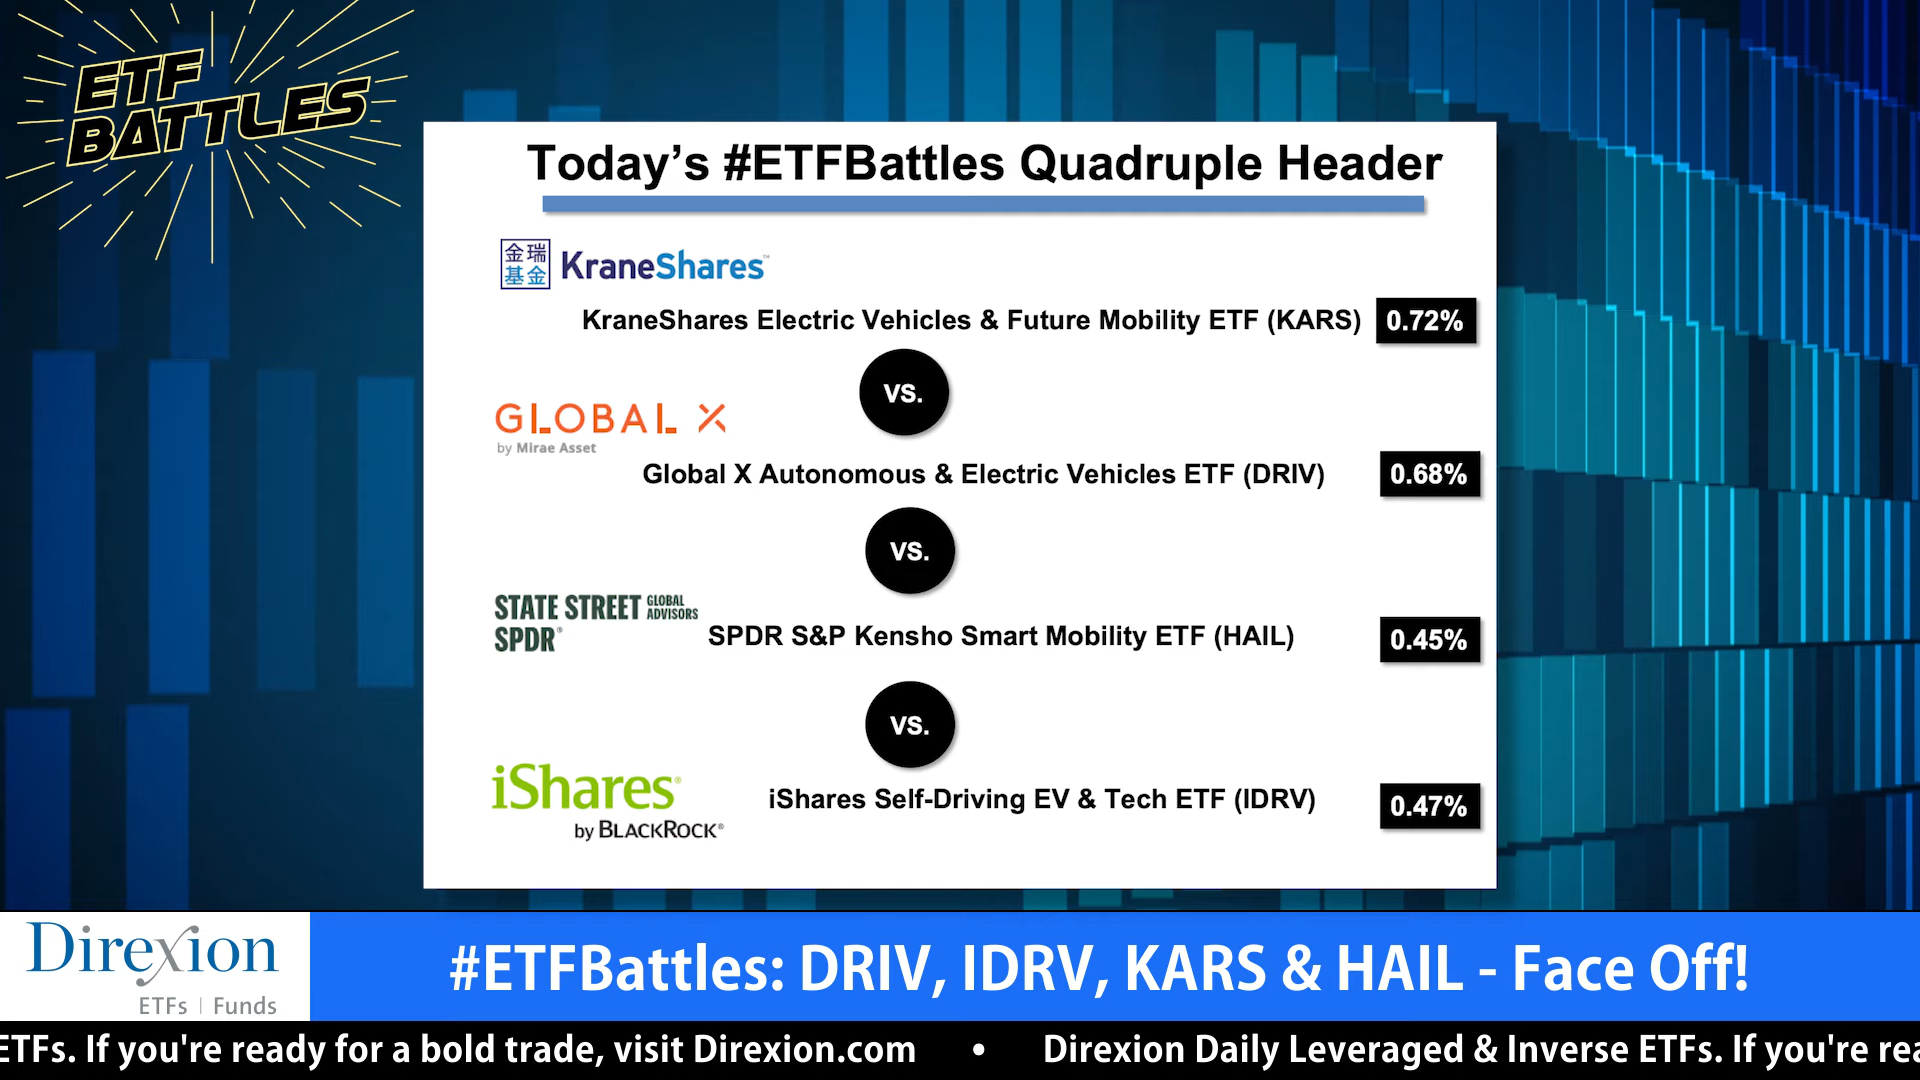 ETF
BATTLES
Today's #ETFBattles Quadruple Header
金瑞
基金
KraneShares™
KraneShares Electric Vehicles & Future Mobility ETF (KARS) 0.72%
VS.
GLOBAL X
by Mirae Asset
Global X Autonomous & Electric Vehicles ETF (DRIV) 0.68%
VS.
STATE STREET GLOBAL ADVISORS
SPDR®
SPDR S&P Kensho Smart Mobility ETF (HAIL) 0.45%
VS.
iShares®
by BLACKROCK®
iShares Self-Driving EV & Tech ETF (IDRV) 0.47%
Direxion
ETFs | Funds
#ETFBattles: DRIV, IDRV, KARS & HAIL - Face Off!
ETFs. If you're ready for a bold trade, visit Direxion.com • Direxion Daily Leveraged & Inverse ETFs. If you're rea